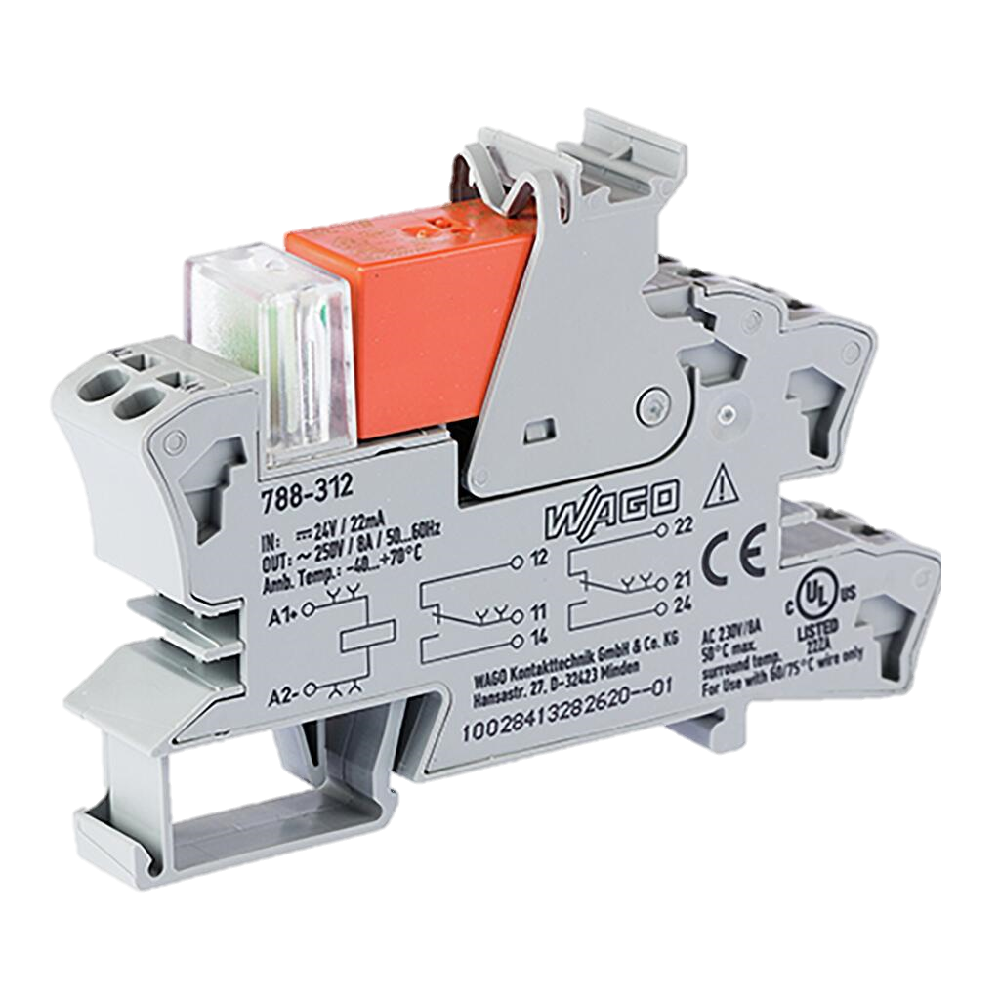 788-312
IN: ⎓ 24V / 22mA
OUT: ~ 250V / 8A / 50...60Hz
Amb. Temp.: -40...+70°C
A1+
A2-
12
11
14
WAGO
22
21
24
CE
C UL US
LISTED
222A
AC 230V/8A
50°C max.
surround temp.
For Use with 60/75°C wire only
WAGO Kontakttechnik GmbH & Co. KG
Hansastr. 27, D-32423 Minden
10028413282620--01